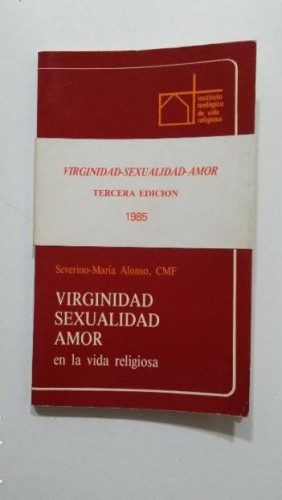 instituto
teológico
de vida
religiosa
VIRGINIDAD-SEXUALIDAD-AMOR
TERCERA EDICION
1985
Severino-María Alonso, CMF
VIRGINIDAD
SEXUALIDAD
AMOR
en la vida religiosa